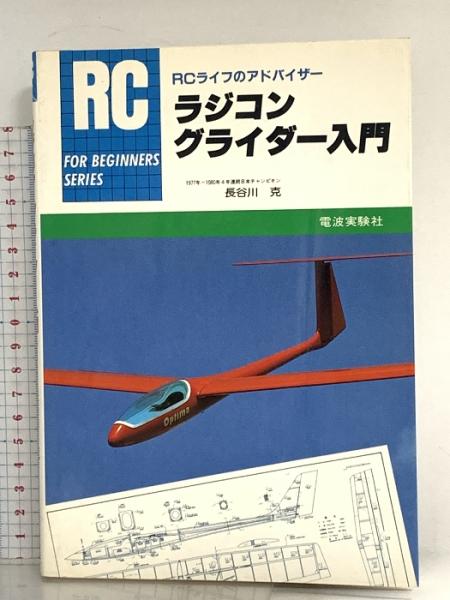 RC
FOR BEGINNERS
SERIES
RCライフのアドバイザー
ラジコン
グライダー入門
1977年〜1980年4年連続日本チャンピオン
長谷川 克
電波実験社
Optima